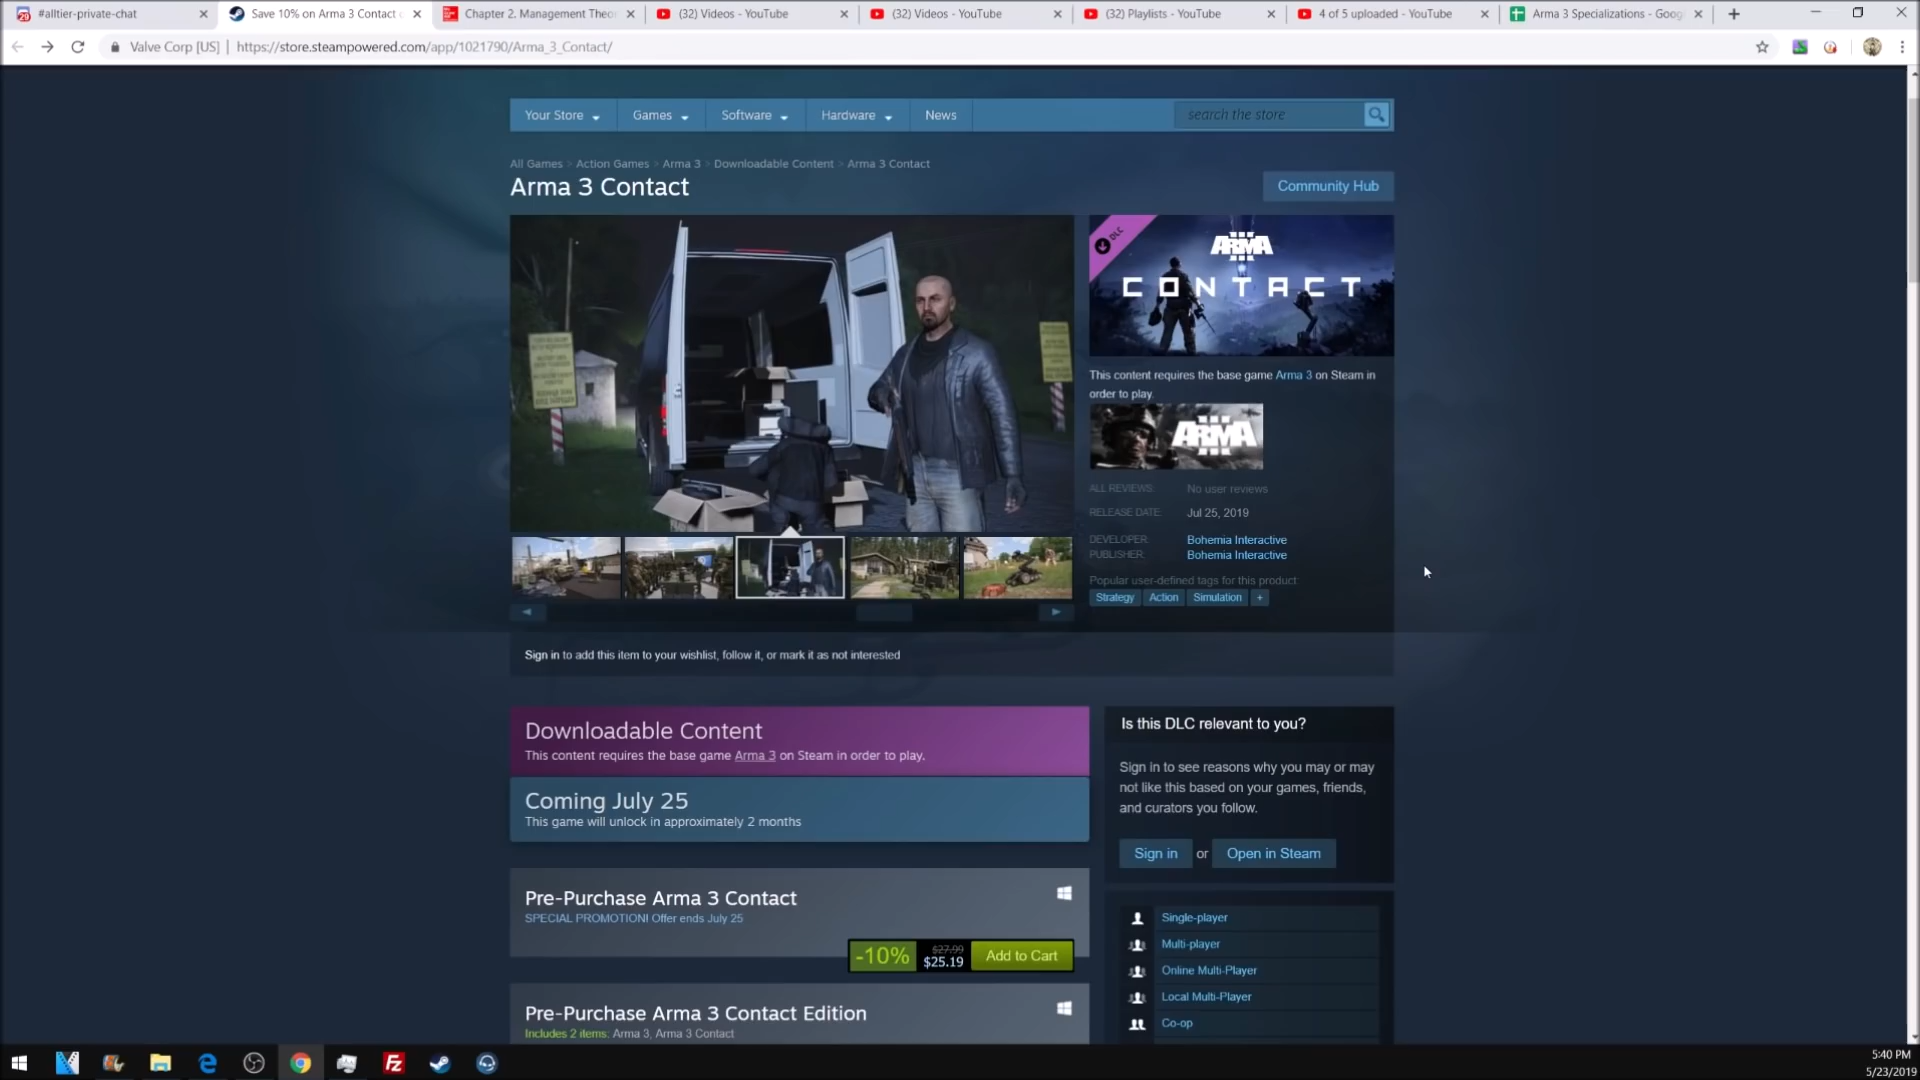 #alltier-private-chat
Save 10% on Arma 3 Contact
Chapter 2. Management Theo
(32) Videos - YouTube
(32) Videos - YouTube
(32) Playlists - YouTube
4 of 5 uploaded - YouTube
Arma 3 Specializations - Goog
Valve Corp [US]
https://store.steampowered.com/app/1021790/Arma_3_Contact/
Your Store
Games
Software
Hardware
News
search the store
All Games > Action Games > Arma 3 > Downloadable Content > Arma 3 Contact
Arma 3 Contact
Community Hub
DLC
ARMA III
CONTACT
This content requires the base game Arma 3 on Steam in
order to play.
ARMA III
ALL REVIEWS: No user reviews
RELEASE DATE: Jul 25, 2019
DEVELOPER: Bohemia Interactive
PUBLISHER: Bohemia Interactive
Popular user-defined tags for this product
Strategy Action Simulation +
Sign in to add this item to your wishlist, follow it, or mark it as not interested
Downloadable Content
This content requires the base game Arma 3 on Steam in order to play.
Coming July 25
This game will unlock in approximately 2 months
Is this DLC relevant to you?
Sign in to see reasons why you may or may
not like this based on your games, friends,
and curators you follow.
Sign in or Open in Steam
Pre-Purchase Arma 3 Contact
SPECIAL PROMOTION! Offer ends July 25
-10%
$27.99
$25.19
Add to Cart
Pre-Purchase Arma 3 Contact Edition
Includes 2 items: Arma 3, Arma 3 Contact
Single-player
Multi-player
Online Multi-Player
Local Multi-Player
Co-op
5:40 PM
5/23/2019